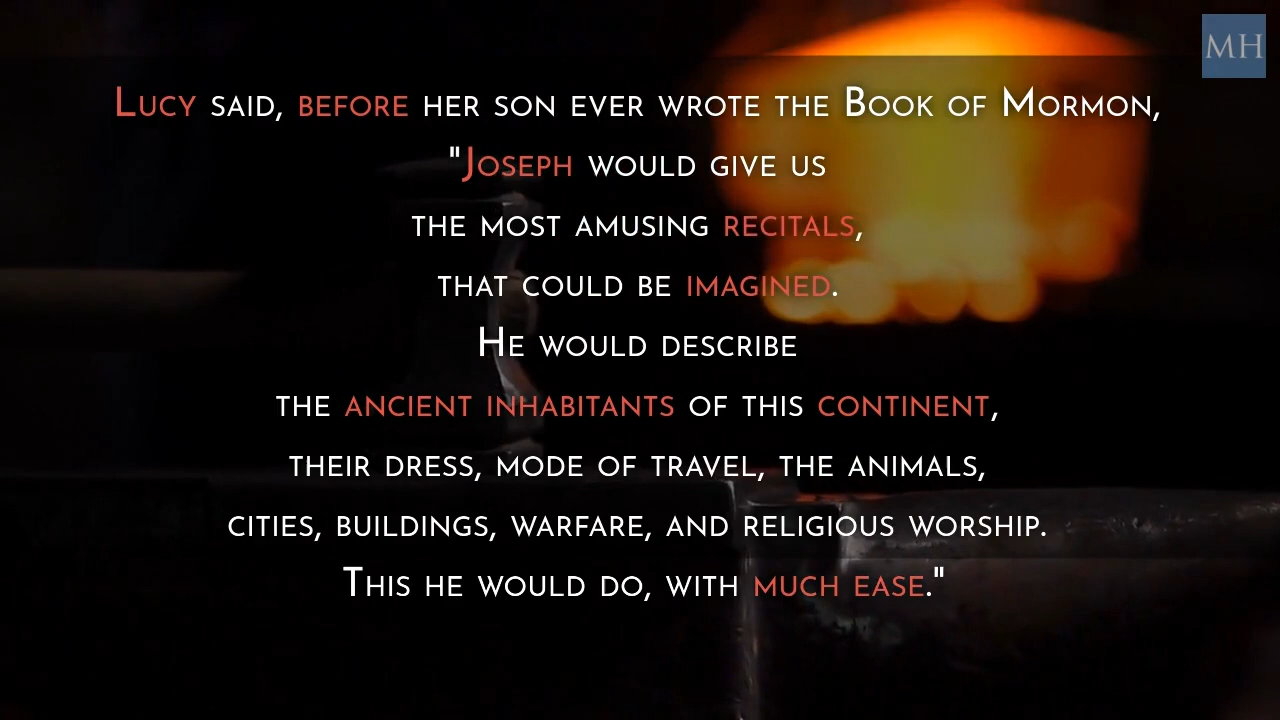 MH
Lucy said, before her son ever wrote the Book of Mormon,
"Joseph would give us
the most amusing recitals,
that could be imagined.
He would describe
the ancient inhabitants of this continent,
their dress, mode of travel, the animals,
cities, buildings, warfare, and religious worship.
This he would do, with much ease."